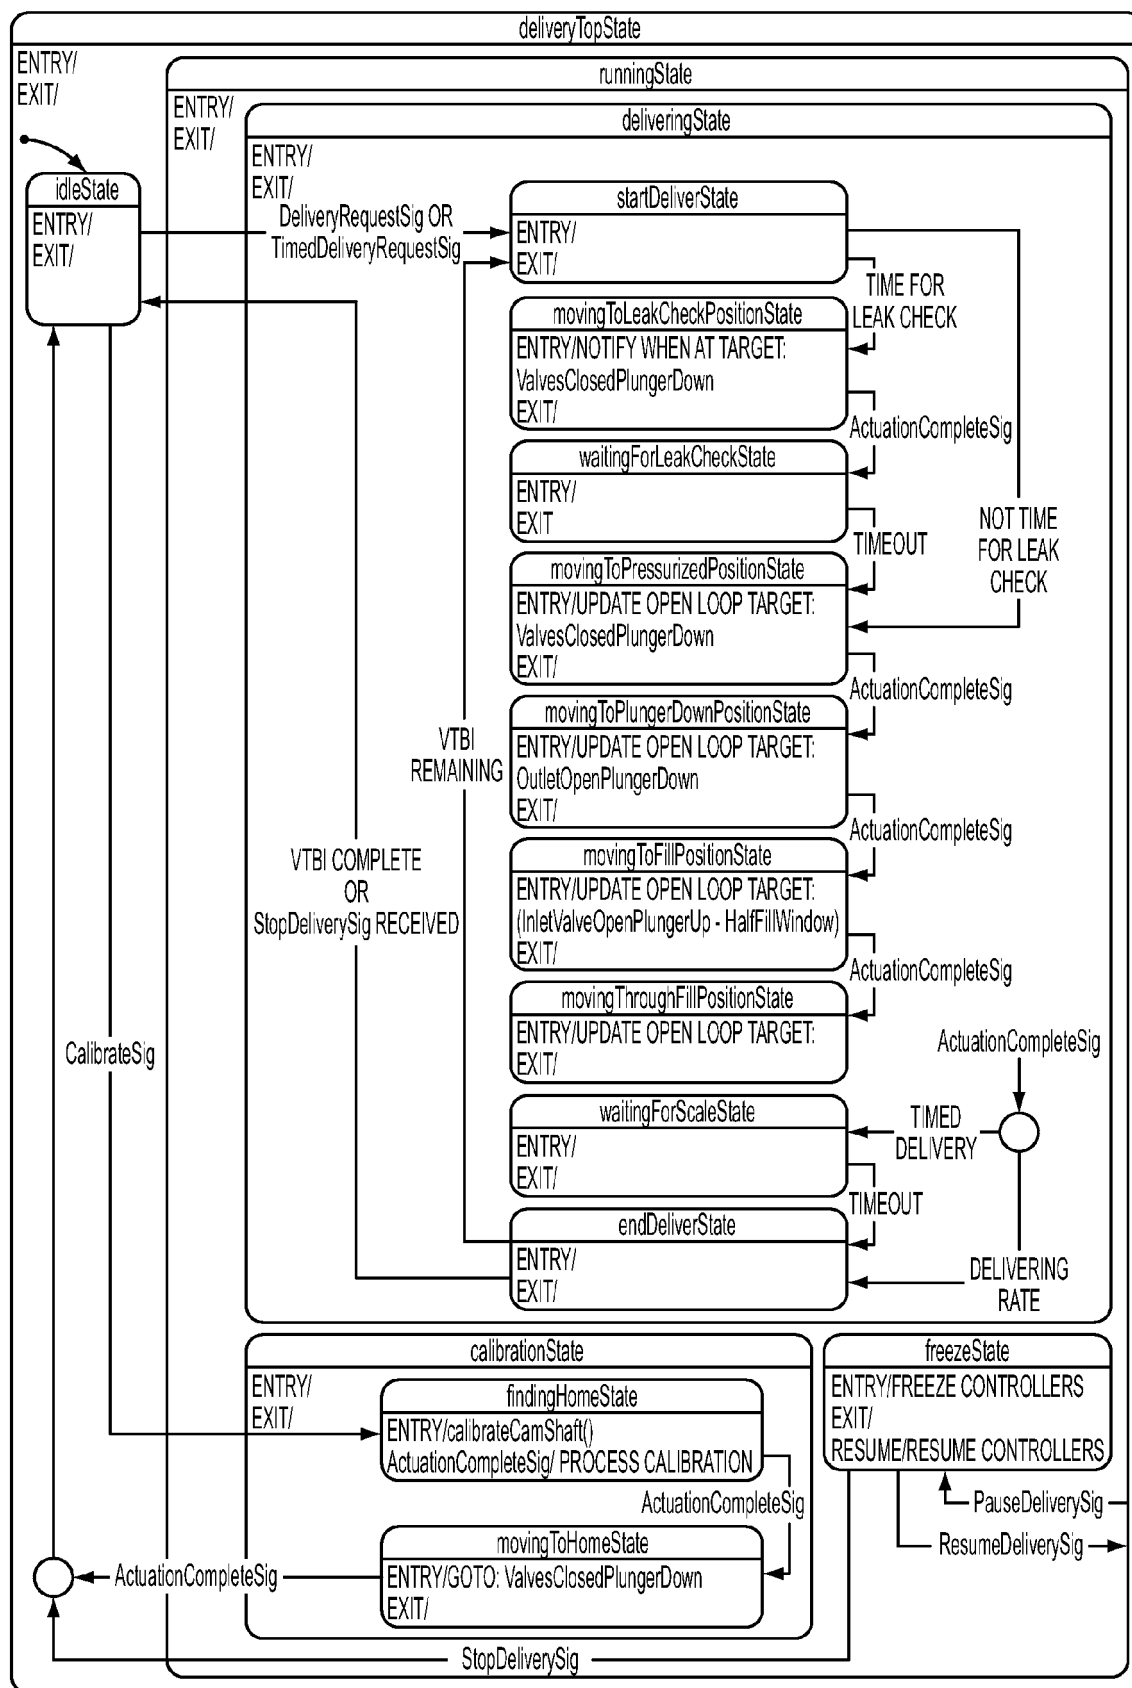 deliveryTopState
ENTRY/
EXIT/
runningState
ENTRY/
EXIT/
deliveringState
ENTRY/
EXIT/
idleState
ENTRY/
EXIT/
DeliveryRequestSig OR
TimedDeliveryRequestSig
startDeliverState
ENTRY/
EXIT/
TIME FOR
LEAK CHECK
movingToLeakCheckPositionState
ENTRY/NOTIFY WHEN AT TARGET:
ValvesClosedPlungerDown
EXIT/
ActuationCompleteSig
waitingForLeakCheckState
ENTRY/
EXIT
TIMEOUT
NOT TIME
FOR LEAK
CHECK
movingToPressurizedPositionState
ENTRY/UPDATE OPEN LOOP TARGET:
ValvesClosedPlungerDown
EXIT/
ActuationCompleteSig
movingToPlungerDownPositionState
ENTRY/UPDATE OPEN LOOP TARGET:
OutletOpenPlungerDown
EXIT/
VTBI
REMAINING
ActuationCompleteSig
movingToFillPositionState
ENTRY/UPDATE OPEN LOOP TARGET:
(InletValveOpenPlungerUp - HalfFillWindow)
EXIT/
VTBI COMPLETE
OR
StopDeliverySig RECEIVED
ActuationCompleteSig
movingThroughFillPositionState
ENTRY/UPDATE OPEN LOOP TARGET:
EXIT/
CalibrateSig
ActuationCompleteSig
waitingForScaleState
ENTRY/
EXIT/
TIMED
DELIVERY
TIMEOUT
endDeliverState
ENTRY/
EXIT/
DELIVERING
RATE
calibrationState
ENTRY/
EXIT/
findingHomeState
ENTRY/calibrateCamShaft()
ActuationCompleteSig/ PROCESS CALIBRATION
ActuationCompleteSig
freezeState
ENTRY/FREEZE CONTROLLERS
EXIT/
RESUME/RESUME CONTROLLERS
PauseDeliverySig
ResumeDeliverySig
movingToHomeState
ENTRY/GOTO: ValvesClosedPlungerDown
EXIT/
ActuationCompleteSig
StopDeliverySig